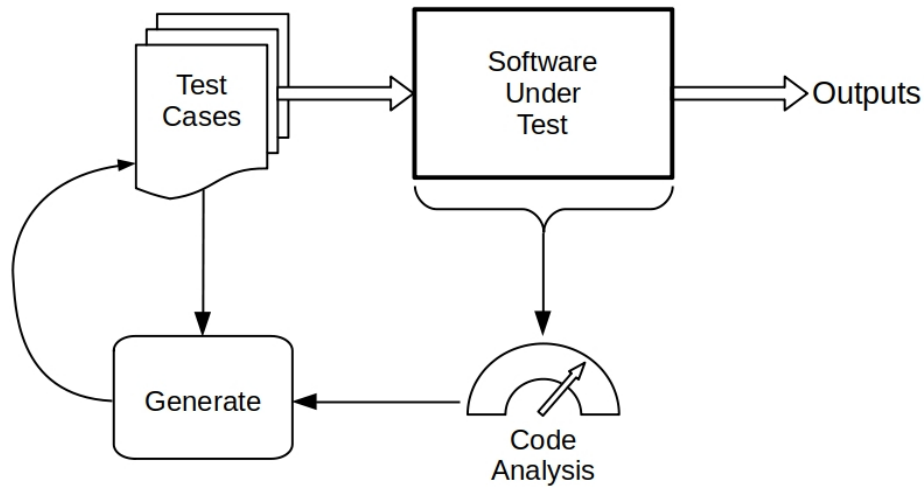 Test
Cases
Software
Under
Test
Outputs
Generate
Code
Analysis